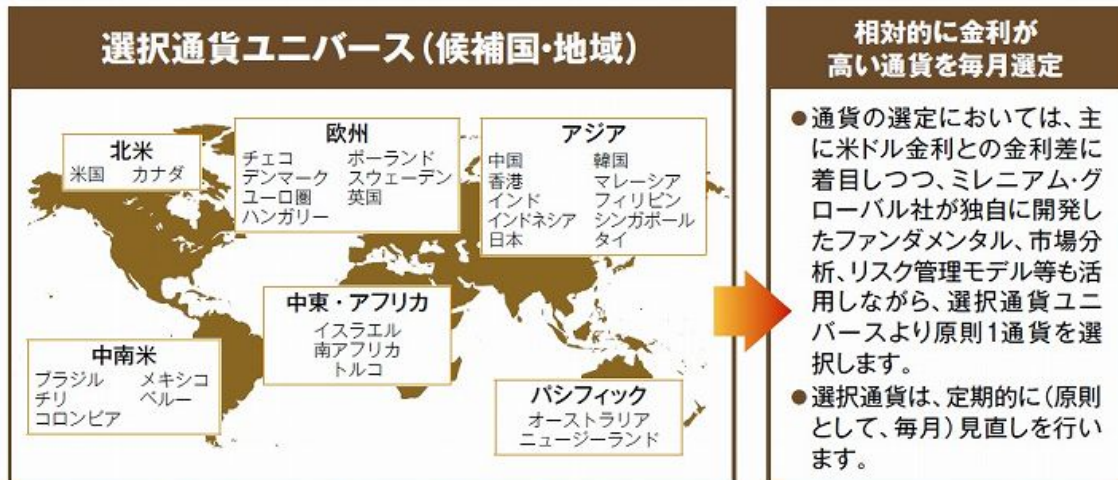 選択通貨ユニバース(候補国・地域)
北米
米国 カナダ
欧州
チェコ ポーランド
デンマーク スウェーデン
ユーロ圏 英国
ハンガリー
アジア
中国 韓国
香港 マレーシア
インド フィリピン
インドネシア シンガポール
日本 タイ
中東・アフリカ
イスラエル
南アフリカ
トルコ
中南米
ブラジル メキシコ
チリ ペルー
コロンビア
パシフィック
オーストラリア
ニュージーランド
相対的に金利が
高い通貨を毎月選定
●通貨の選定においては、主
に米ドル金利との金利差に
着目しつつ、ミレニアム・グ
ローバル社が独自に開発し
たファンダメンタル、市場分
析、リスク管理モデル等も活
用しながら、選択通貨ユニ
バースより原則1通貨を選
択します。
●選択通貨は、定期的に(原則
として、毎月)見直しを行い
ます。